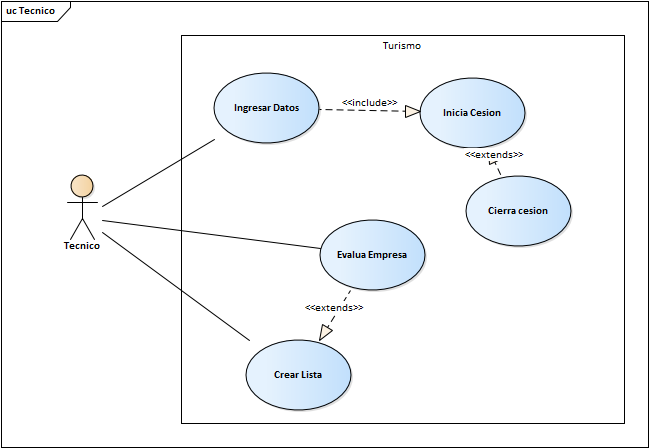 uc Tecnico
Turismo
Ingresar Datos
<<include>>
Inicia Cesion
<<extends>>
Cierra cesion
Tecnico
Evalua Empresa
<<extends>>
Crear Lista